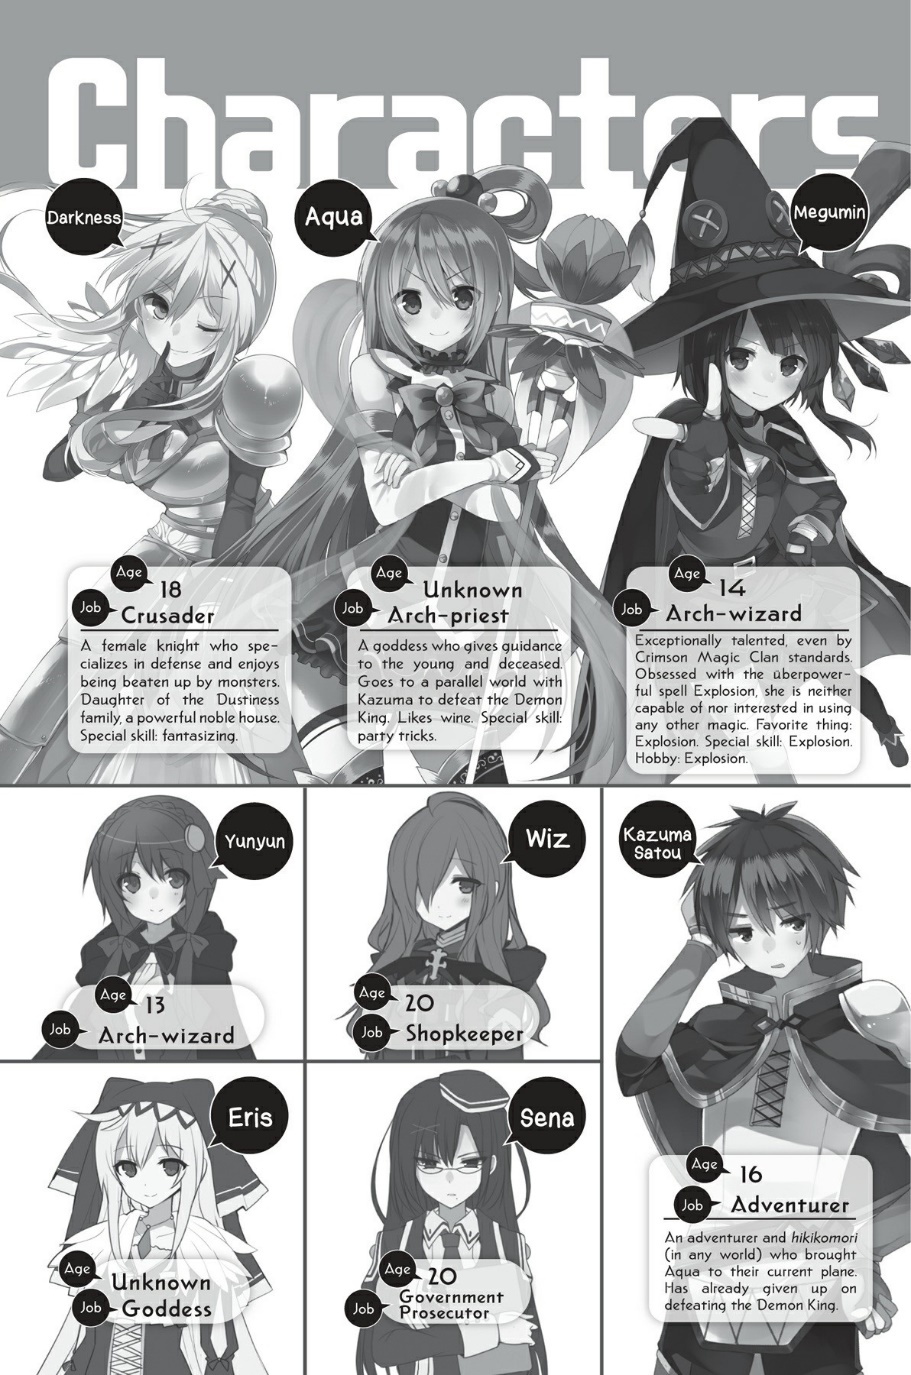 Characters
Darkness
Age
18
Job
Crusader
A female knight who spe-
cializes in defense and enjoys
being beaten up by monsters.
Daughter of the Dustiness
family, a powerful noble house.
Special skill: fantasizing.
Aqua
Age
Unknown
Job
Arch-priest
A goddess who gives guidance
to the young and deceased.
Goes to a parallel world with
Kazuma to defeat the Demon
King. Likes wine. Special skill:
party tricks.
Megumin
Age
14
Job
Arch-wizard
Exceptionally talented, even by
Crimson Magic Clan standards.
Obsessed with the überpower-
ful spell Explosion, she is neither
capable of nor interested in using
any other magic. Favorite thing:
Explosion. Special skill: Explosion.
Hobby: Explosion.
Yunyun
Age
13
Job
Arch-wizard
Wiz
Age
20
Job
Shopkeeper
Kazuma
Satou
Age
16
Job
Adventurer
An adventurer and hikikomori
(in any world) who brought
Aqua to their current plane.
Has already given up on
defeating the Demon King.
Eris
Age
Unknown
Job
Goddess
Sena
Age
20
Job
Government
Prosecutor